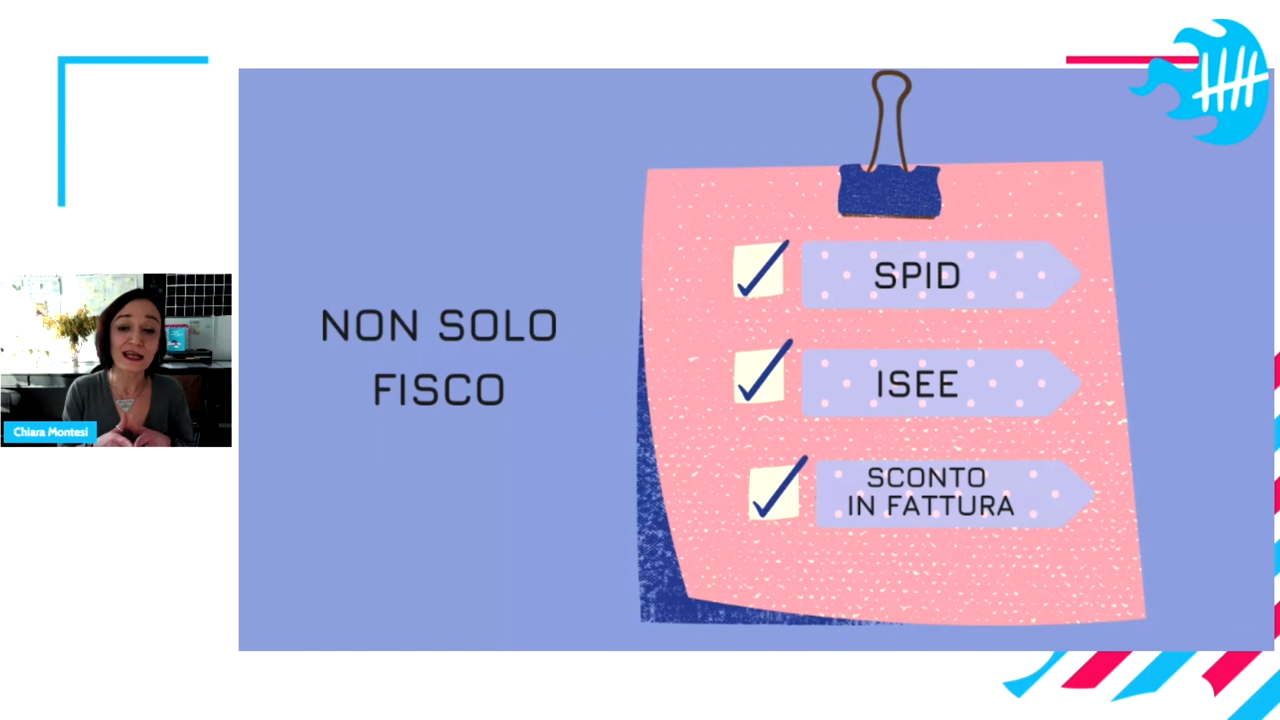 NON SOLO
FISCO
SPID
ISEE
SCONTO
IN FATTURA
Chiara Montesi